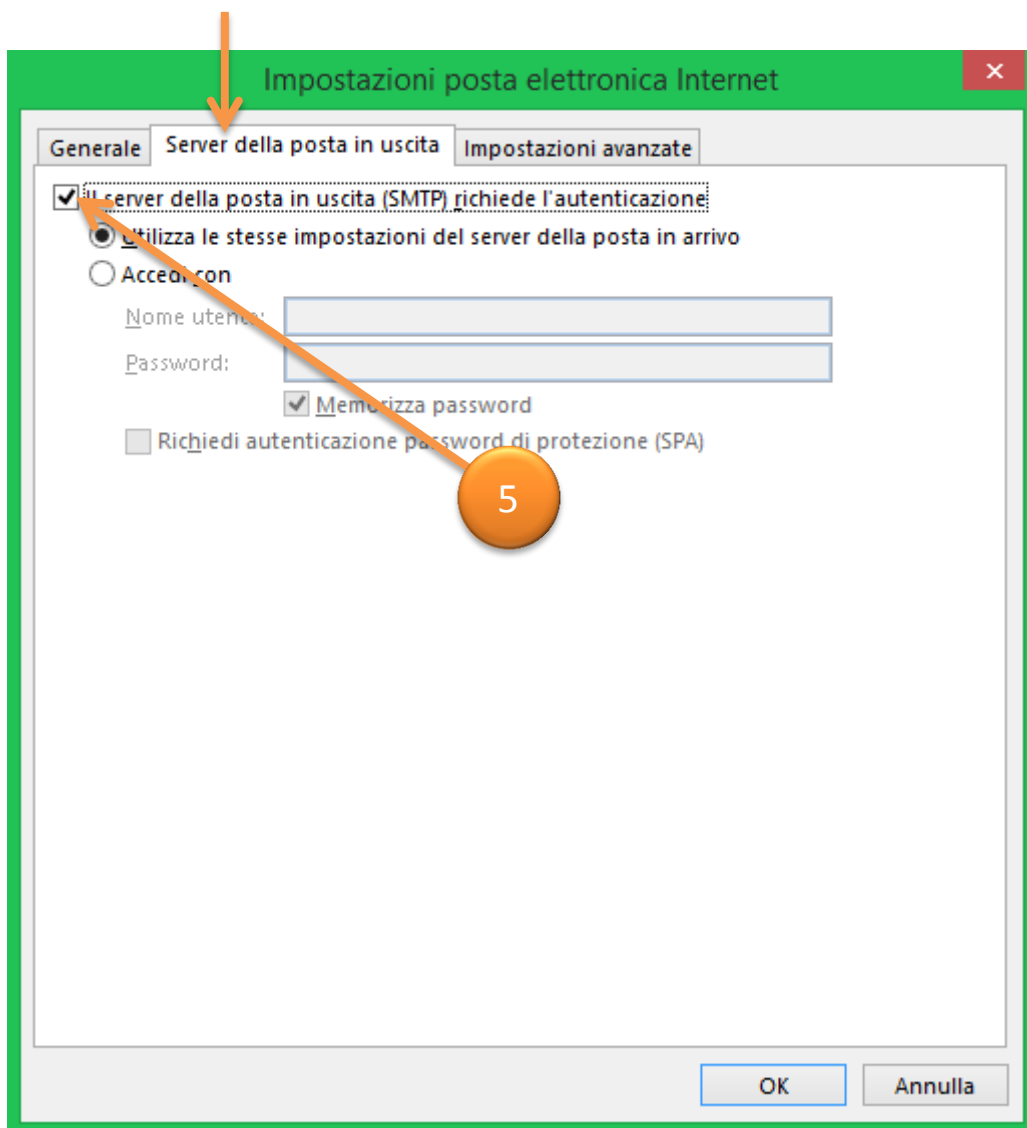 Impostazioni posta elettronica Internet
Generale Server della posta in uscita Impostazioni avanzate
Il server della posta in uscita (SMTP) richiede l'autenticazione
Utilizza le stesse impostazioni del server della posta in arrivo
Accedi con
Nome utente:
Password:
Memorizza password
Richiedi autenticazione password di protezione (SPA)
5
OK Annulla